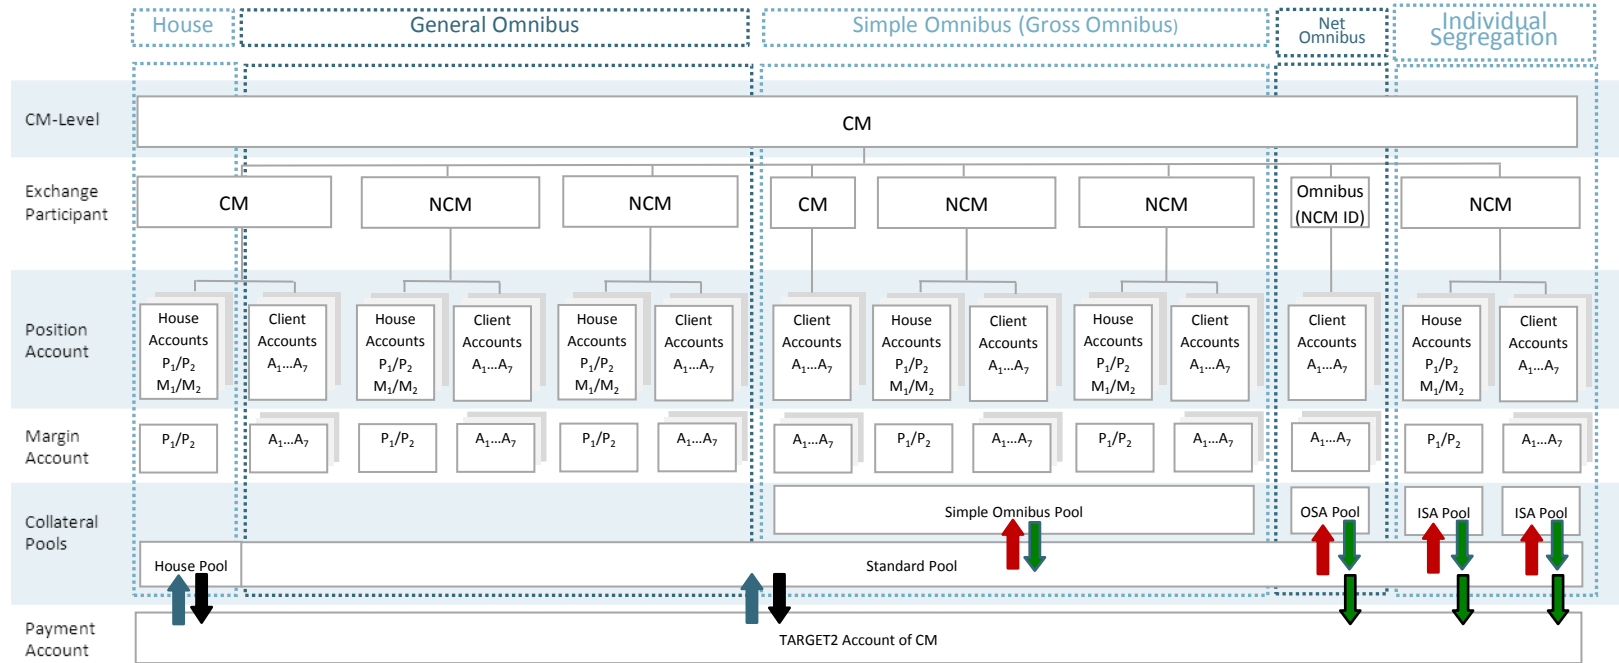 House
General Omnibus
Simple Omnibus (Gross Omnibus)
Net
Omnibus
Individual
Segregation
CM-Level
CM
Exchange
Participant
CM
NCM
NCM
CM
NCM
NCM
Omnibus
(NCM ID)
NCM
Position
Account
House
Accounts
P₁/P₂
M₁/M₂
Client
Accounts
A₁...A₇
House
Accounts
P₁/P₂
M₁/M₂
Client
Accounts
A₁...A₇
House
Accounts
P₁/P₂
M₁/M₂
Client
Accounts
A₁...A₇
Client
Accounts
A₁...A₇
House
Accounts
P₁/P₂
M₁/M₂
Client
Accounts
A₁...A₇
House
Accounts
P₁/P₂
M₁/M₂
Client
Accounts
A₁...A₇
Client
Accounts
A₁...A₇
House
Accounts
P₁/P₂
M₁/M₂
Client
Accounts
A₁...A₇
Margin
Account
P₁/P₂
A₁...A₇
P₁/P₂
A₁...A₇
P₁/P₂
A₁...A₇
A₁...A₇
P₁/P₂
A₁...A₇
P₁/P₂
A₁...A₇
A₁...A₇
P₁/P₂
A₁...A₇
Collateral
Pools
Simple Omnibus Pool
OSA Pool
ISA Pool
ISA Pool
House Pool
Standard Pool
Payment
Account
TARGET2 Account of CM